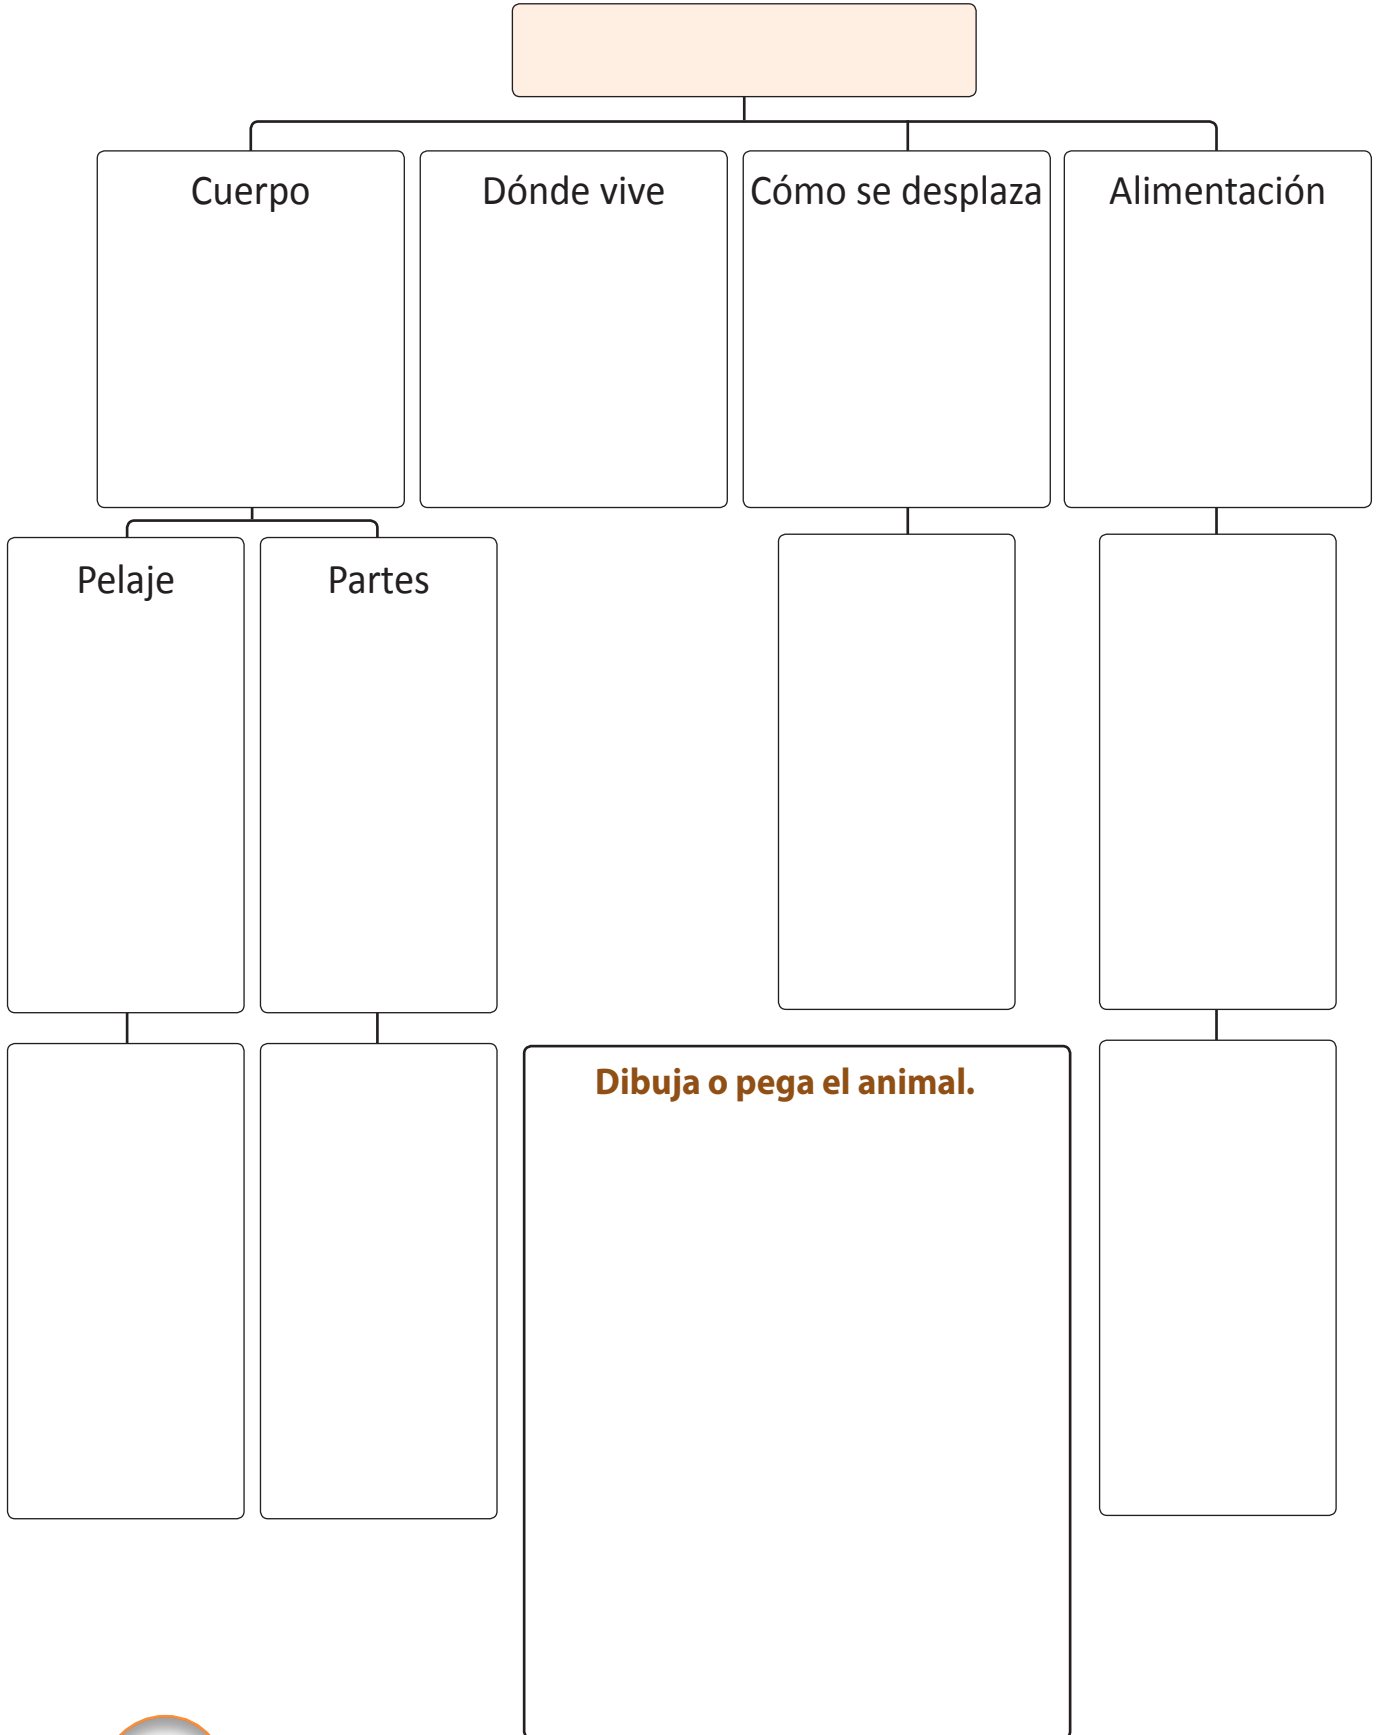 Cuerpo
Dónde vive
Cómo se desplaza
Alimentación
Pelaje
Partes
Dibuja o pega el animal.